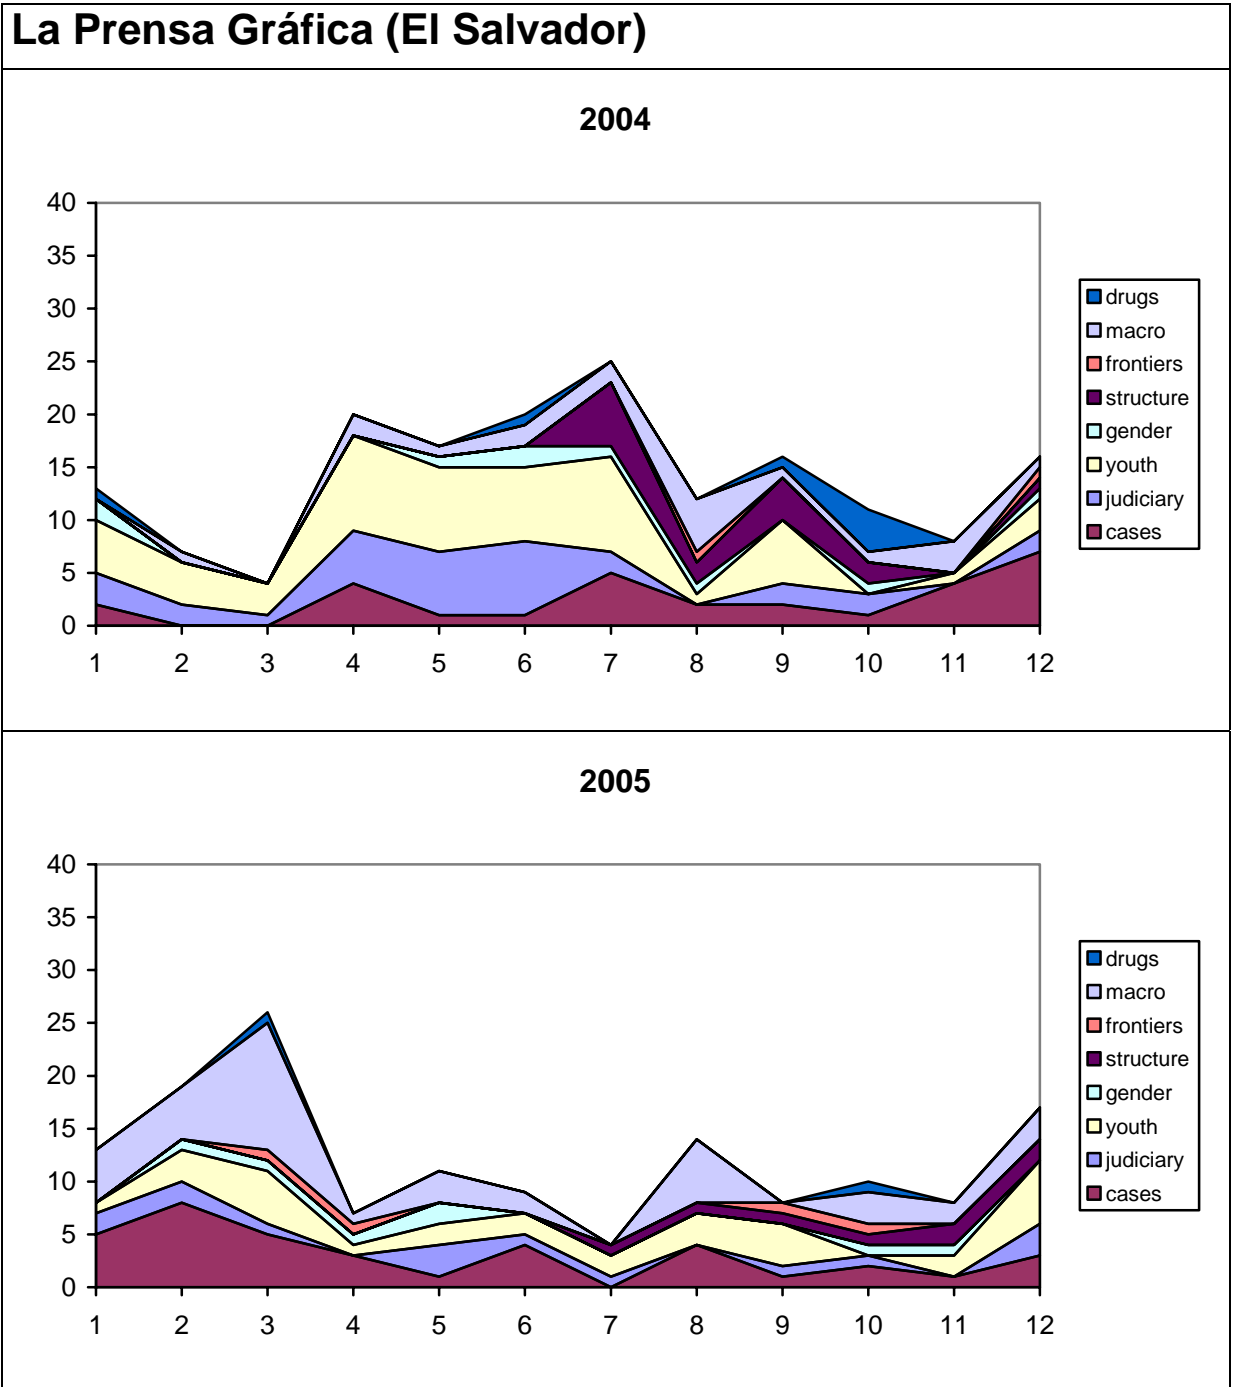 La Prensa Gráfica (El Salvador)
2004
40
35
30
25
20
15
10
5
0
1 2 3 4 5 6 7 8 9 10 11 12
drugs
macro
frontiers
structure
gender
youth
judiciary
cases
2005
40
35
30
25
20
15
10
5
0
1 2 3 4 5 6 7 8 9 10 11 12
drugs
macro
frontiers
structure
gender
youth
judiciary
cases